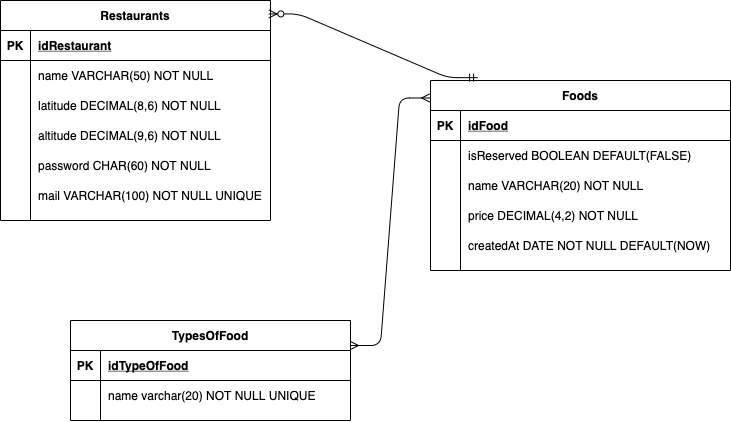 Restaurants
PK idRestaurant
name VARCHAR(50) NOT NULL
latitude DECIMAL(8,6) NOT NULL
altitude DECIMAL(9,6) NOT NULL
password CHAR(60) NOT NULL
mail VARCHAR(100) NOT NULL UNIQUE
Foods
PK idFood
isReserved BOOLEAN DEFAULT(FALSE)
name VARCHAR(20) NOT NULL
price DECIMAL(4,2) NOT NULL
createdAt DATE NOT NULL DEFAULT(NOW)
TypesOfFood
PK idTypeOfFood
name varchar(20) NOT NULL UNIQUE